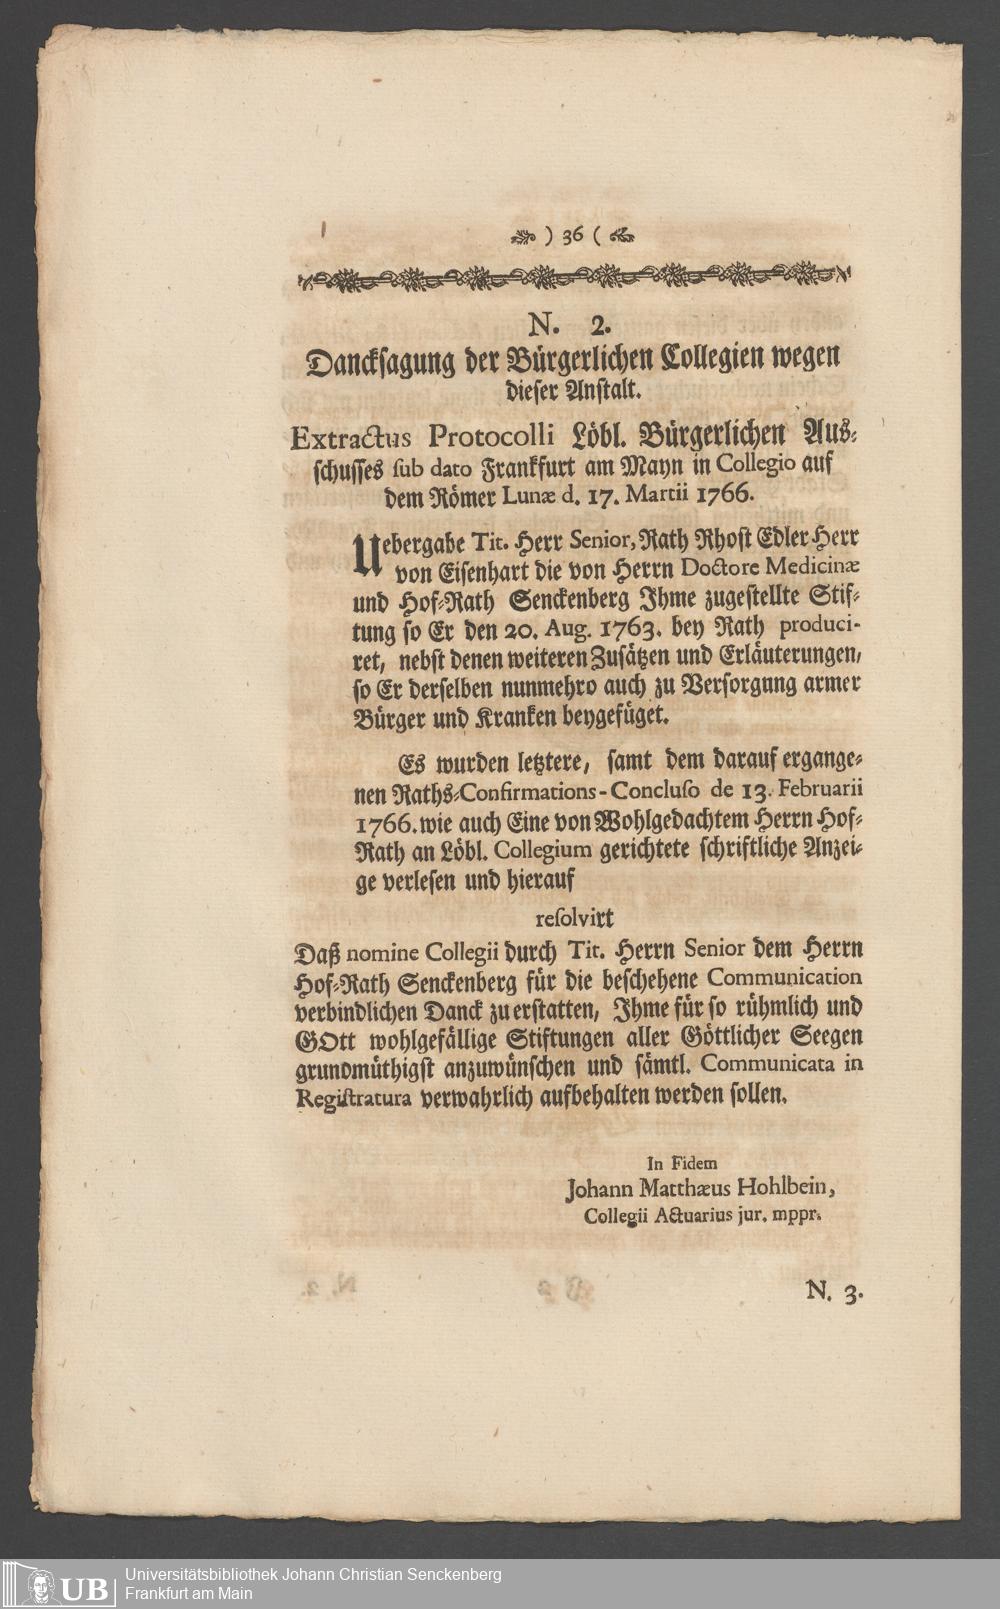 ) 36 (
N. 2.
Dancksagung der Bürgerlichen Collegien wegen
dieser Anstalt.
Extractus Protocolli Löbl. Bürgerlichen Aus-
schusses sub dato Frankfurt am Mayn in Collegio auf
dem Römer Lunæ d. 17. Martii 1766.
Uebergabe Tit. Herr Senior, Rath Rhost Edler Herr
von Eisenhart die von Herrn Doctore Medicinæ
und Hof-Rath Senckenberg Ihme zugestellte Stif-
tung so Er den 20. Aug. 1763. bey Rath produci-
ret, nebst denen weiteren Zusätzen und Erläuterungen,
so Er derselben nunmehro auch zu Versorgnng armer
Bürger und Kranken beygefüget.
Es wurden letztere, samt dem darauf ergange-
nen Raths-Confirmations-Concluso de 13. Februarii
1766. wie auch Eine von Wohlgedachtem Herrn Hof-
Rath an Löbl. Collegium gerichtete schriftliche Anzei-
ge verlesen und hierauf
resolvirt
Daß nomine Collegii durch Tit. Herrn Senior dem Herrn
Hof-Rath Senckenberg für die beschehene Communication
verbindlichen Danck zu erstatten, Ihme für so rühmlich und
GOtt wohlgefällige Stiftungen aller Göttlicher Seegen
grundmüthigst anzuwünschen und sämtl. Communicata in
Registratura verwahrlich aufbehalten werden sollen.
In Fidem
Johann Matthæus Hohlbein,
Collegii Actuarius jur. mppr.
N. 3.
UB Universitätsbibliothek Johann Christian Senckenberg
Frankfurt am Main